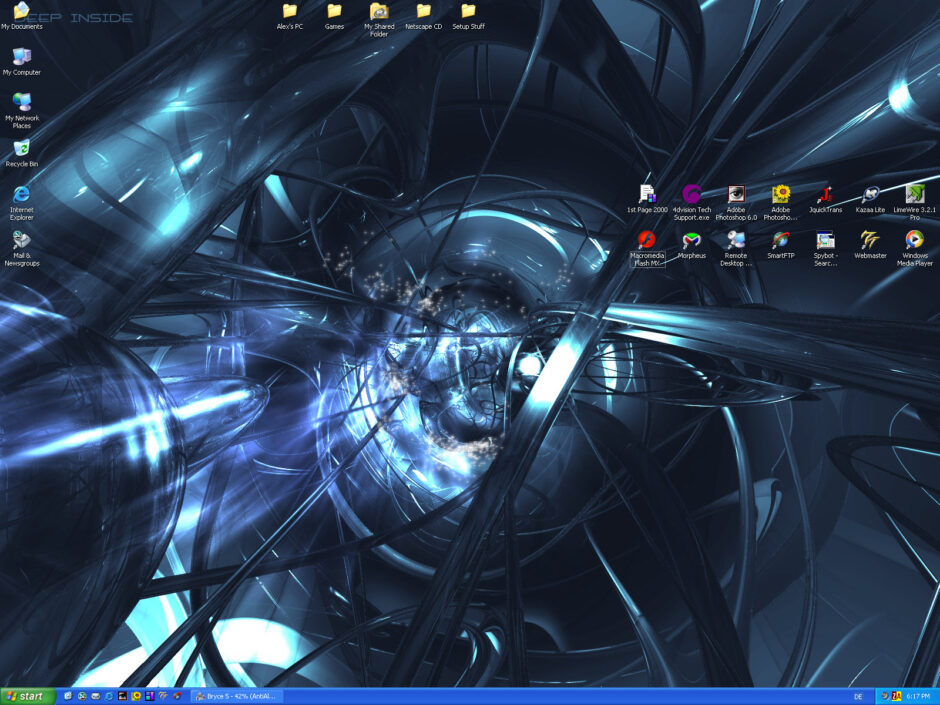 DEEP INSIDE
My Documents
Alex's PC
Games
My Shared
Folder
Netscape CD
Setup Stuff
My Computer
My Network
Places
Recycle Bin
Internet
Explorer
Mail &
Newsgroups
1st Page 2000
4dvision Tech
Support.exe
Adobe
Photoshop 6.0
Adobe
Photosho...
JquickTrans
Kazaa Lite
LimeWire 3.2.1
Pro
Macromedia
Flash MX
Morpheus
Remote
Desktop ...
SmartFTP
Spybot -
Searc...
Webmaster
Windows
Media Player
start
Bryce 5 - 42% (AntiAl...
DE
6:17 PM